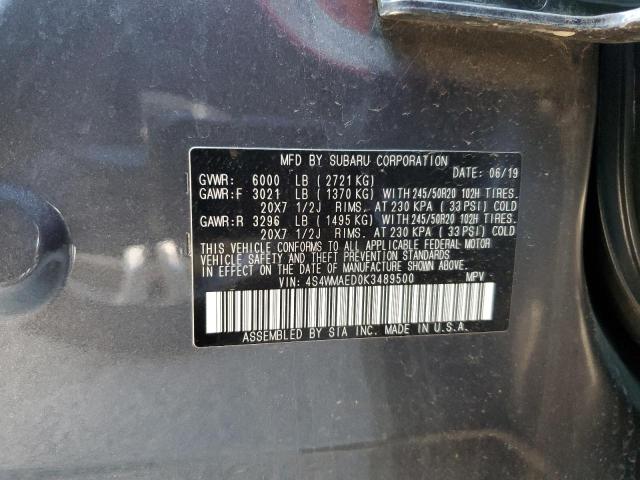 MFD BY SUBARU CORPORATION
GVWR: 6000 LB ( 2721 KG) DATE: 06/19
GAWR:F 3021 LB ( 1370 KG) WITH 245/50R20 102H TIRES.
20X7 1/2J RIMS. AT 230 KPA ( 33 PSI) COLD
GAWR:R 3296 LB ( 1495 KG) WITH 245/50R20 102H TIRES.
20X7 1/2J RIMS. AT 230 KPA ( 33 PSI) COLD
THIS VEHICLE CONFORMS TO ALL APPLICABLE FEDERAL MOTOR
VEHICLE SAFETY AND THEFT PREVENTION STANDARDS
IN EFFECT ON THE DATE OF MANUFACTURE SHOWN ABOVE.
VIN: 4S4WMAED0K3489500 MPV
ASSEMBLED BY SIA INC. MADE IN U.S.A.